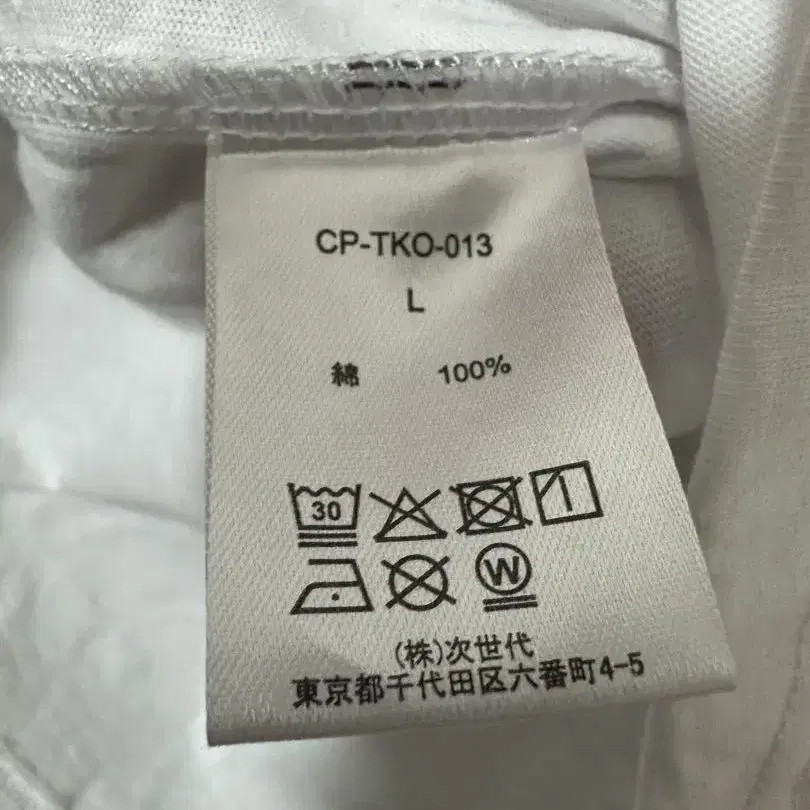 CP-TKO-013
L
綿 100%
30
W
(株)次世代
東京都千代田区六番町4-5